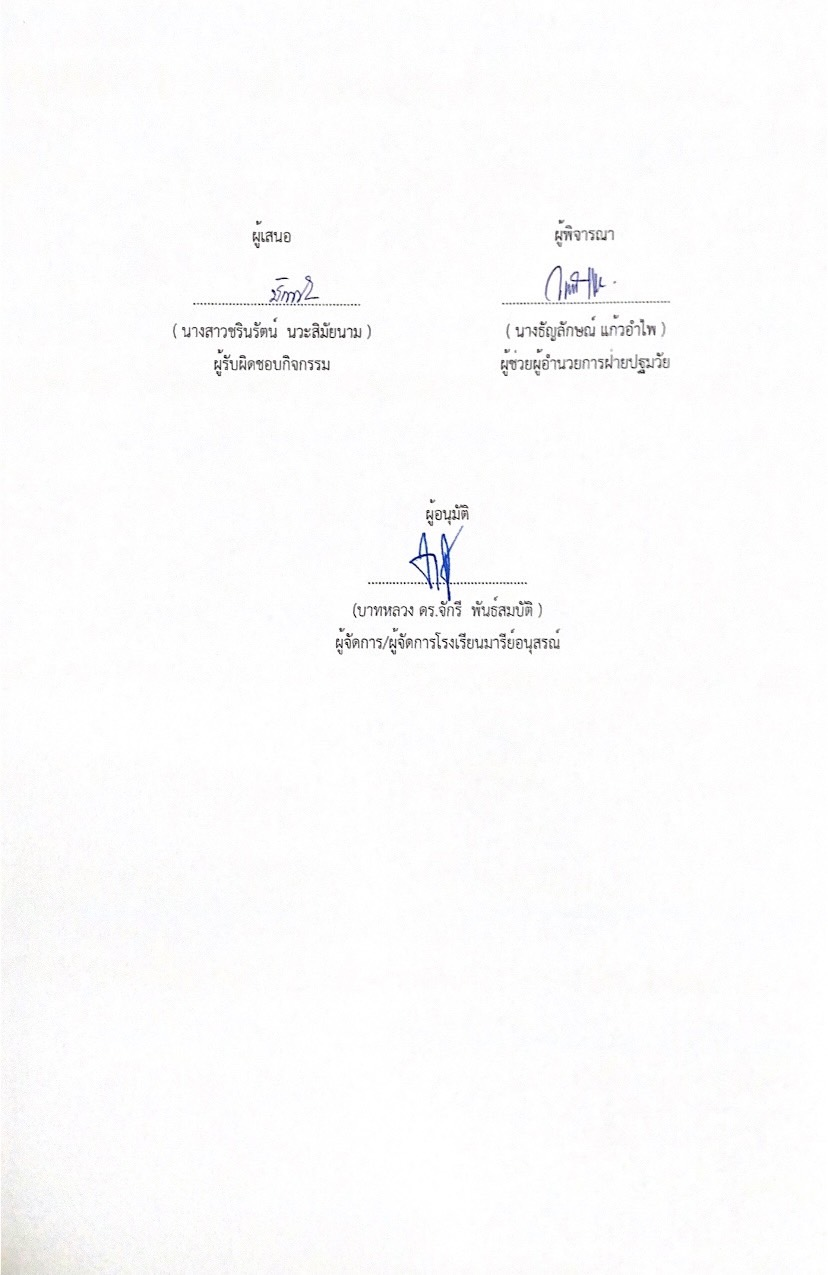 ผู้เสนอ
( นางสาวชรินรัตน์ นวะสิมัยนาม )
ผู้รับผิดชอบกิจกรรม
ผู้พิจารณา
( นางธัญลักษณ์ แก้วอำไพ )
ผู้ช่วยผู้อำนวยการฝ่ายปฐมวัย
ผู้อนุมัติ
(บาทหลวง ดร.จักรี พันธ์สมบัติ )
ผู้จัดการ/ผู้จัดการโรงเรียนมารีย์อนุสรณ์